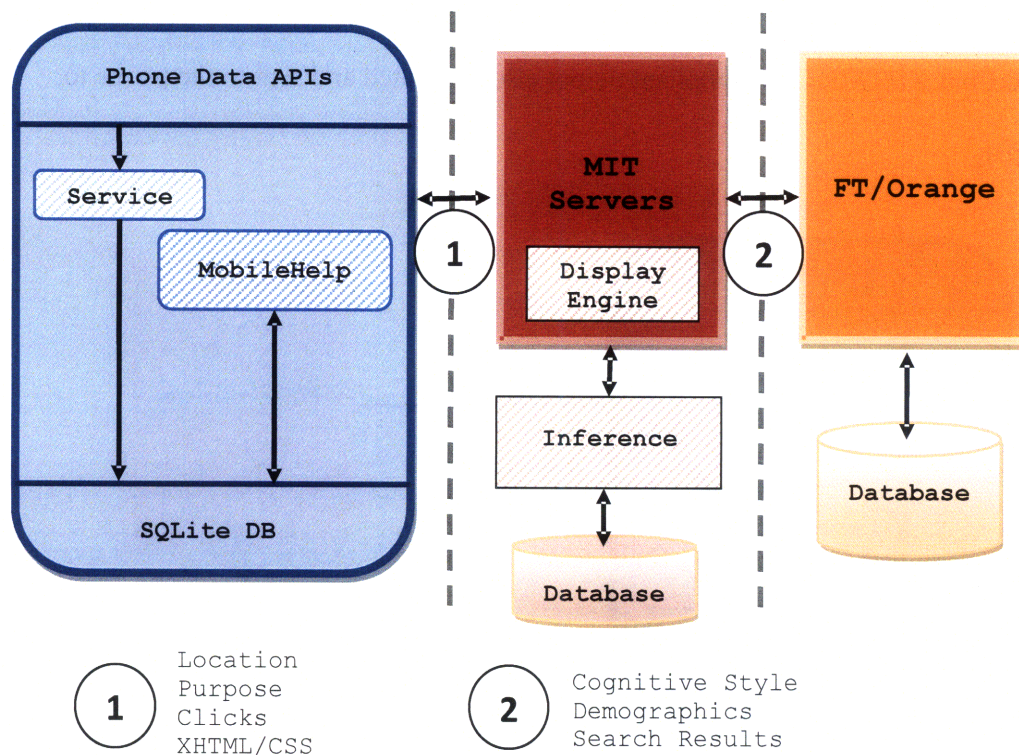 Phone Data APIs
Service
MobileHelp
SQLite DB
1
MIT
Servers
Display
Engine
Inference
Database
2
FT/Orange
Database
1
Location
Purpose
Clicks
XHTML/CSS
2
Cognitive Style
Demographics
Search Results